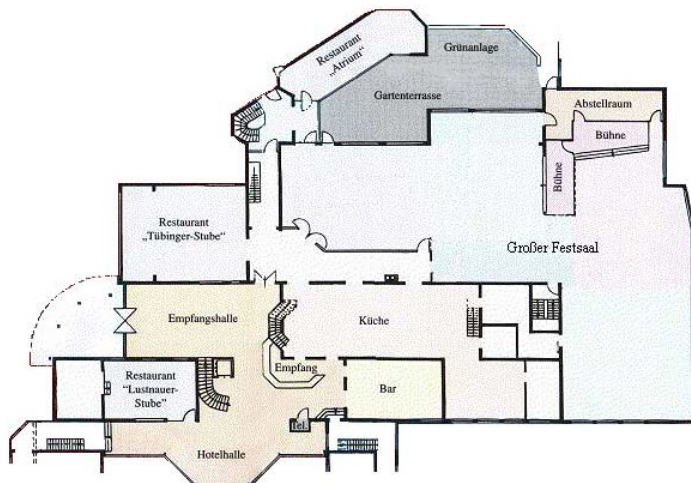 Restaurant
„Atrium"
Grünanlage
Gartenterrasse
Abstellraum
Bühne
Bühne
Restaurant
„Tübinger-Stube"
Großer Festsaal
Empfangshalle
Küche
Restaurant
"Lustnauer-
Stube"
Empfang
Bar
Tel.
Hotelhalle